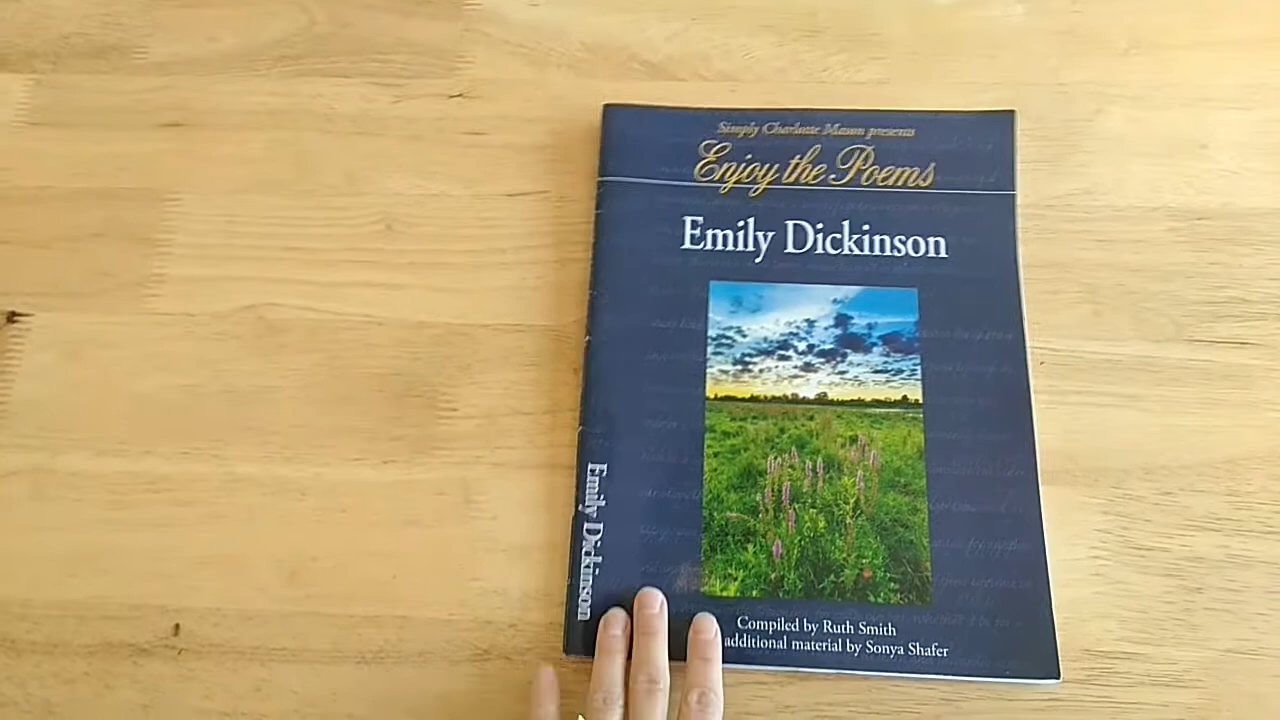 Simply Charlotte Mason presents
Enjoy the Poems
Emily Dickinson
Compiled by Ruth Smith
additional material by Sonya Shafer
Emily Dickinson